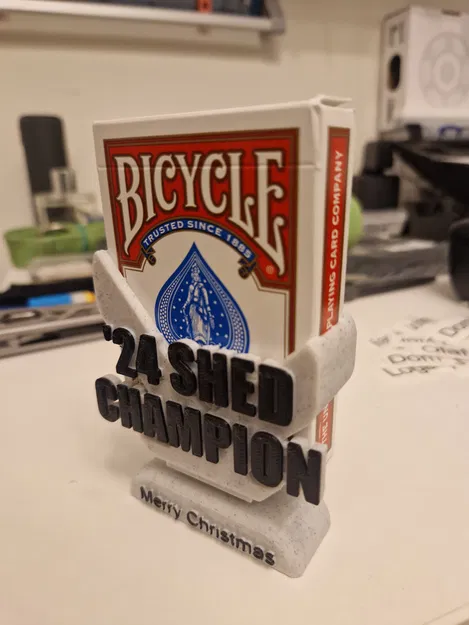 BICYCLE
TRUSTED SINCE 1885
®
PLAYING CARD COMPANY
"24 SHED
CHAMPION
Merry Christmas